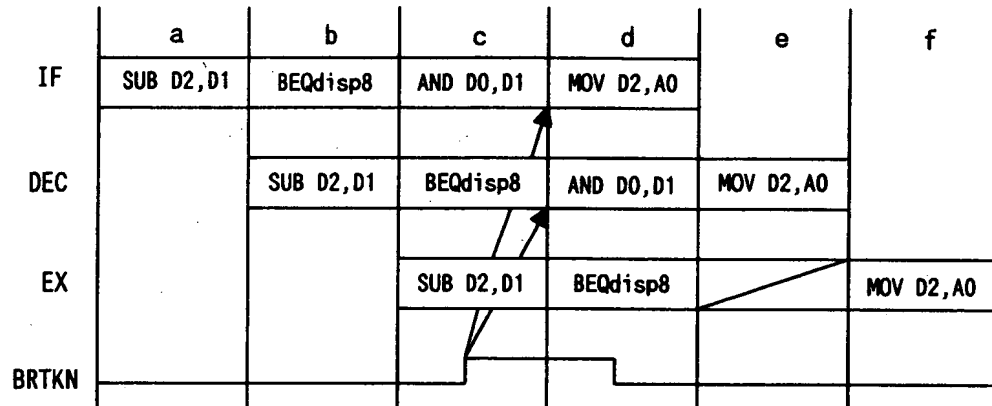 a b c d e f
IF SUB D2,D1 BEQdisp8 AND D0,D1 MOV D2,A0
DEC SUB D2,D1 BEQdisp8 AND D0,D1 MOV D2,A0
EX SUB D2,D1 BEQdisp8 MOV D2,A0
BRTKN